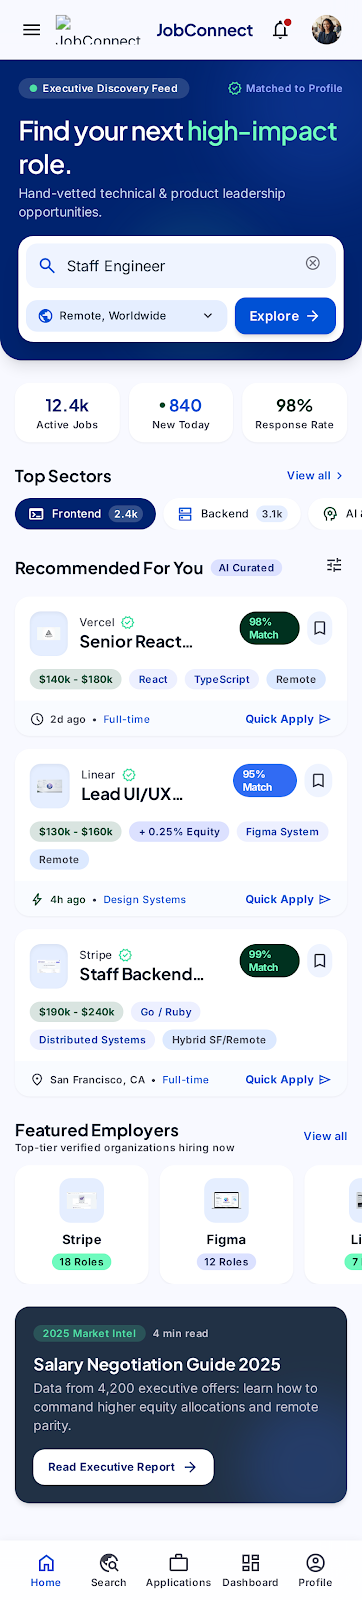 JobConnect
JobConnect
Executive Discovery Feed
Matched to Profile
Find your next high-impact
role.
Hand-vetted technical & product leadership
opportunities.
Staff Engineer
Remote, Worldwide
Explore
12.4k
Active Jobs
840
New Today
98%
Response Rate
Top Sectors
View all
Frontend 2.4k
Backend 3.1k
AI
Recommended For You
AI Curated
Vercel
Senior React...
98%
Match
$140k - $180k
React
TypeScript
Remote
2d ago • Full-time
Quick Apply
Linear
Lead UI/UX...
95%
Match
$130k - $160k
+ 0.25% Equity
Figma System
Remote
4h ago • Design Systems
Quick Apply
Stripe
Staff Backend...
99%
Match
$190k - $240k
Go / Ruby
Distributed Systems
Hybrid SF/Remote
San Francisco, CA • Full-time
Quick Apply
Featured Employers
Top-tier verified organizations hiring now
View all
Stripe
18 Roles
Figma
12 Roles
Li
7
2025 Market Intel
4 min read
Salary Negotiation Guide 2025
Data from 4,200 executive offers: learn how to
command higher equity allocations and remote
parity.
Read Executive Report
Home
Search
Applications
Dashboard
Profile